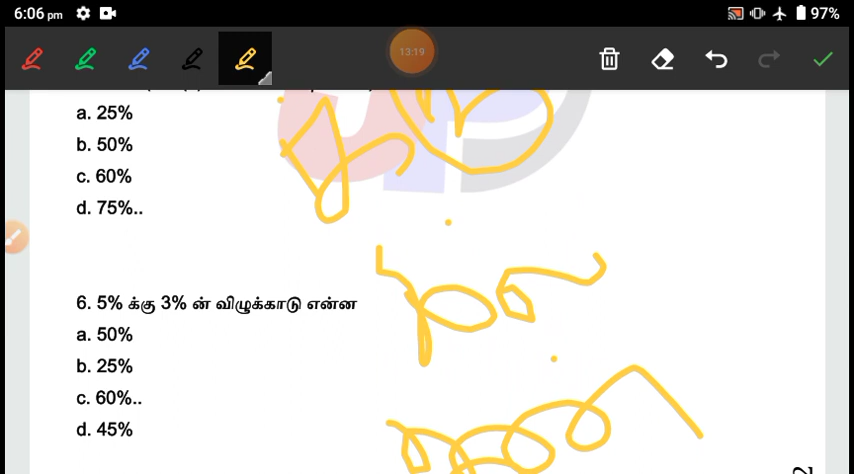 6:06 pm
97%
13:19
a. 25%
b. 50%
c. 60%
d. 75%..
6. 5% க்கு 3% ன் விழுக்காடு என்ன
a. 50%
b. 25%
c. 60%..
d. 45%